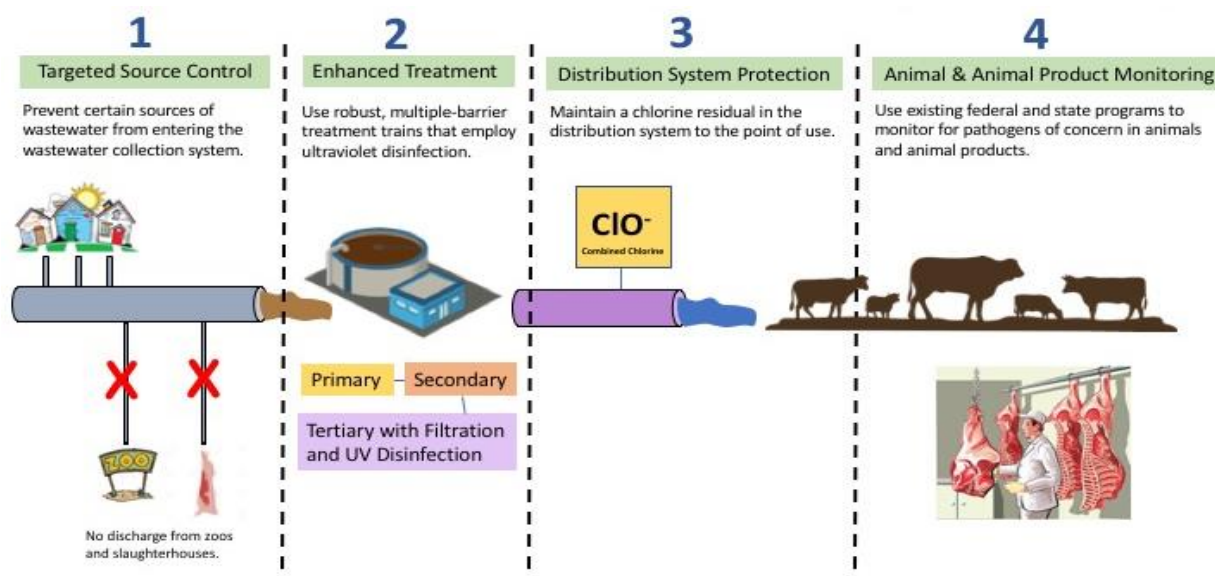 1
Targeted Source Control
Prevent certain sources of
wastewater from entering the
wastewater collection system.
ZOO
No discharge from zoos
and slaughterhouses.
2
Enhanced Treatment
Use robust, multiple-barrier
treatment trains that employ
ultraviolet disinfection.
Primary
Secondary
Tertiary with Filtration
and UV Disinfection
3
Distribution System Protection
Maintain a chlorine residual in the
distribution system to the point of use.
ClO-
Combined Chlorine
4
Animal & Animal Product Monitoring
Use existing federal and state programs to
monitor for pathogens of concern in animals
and animal products.